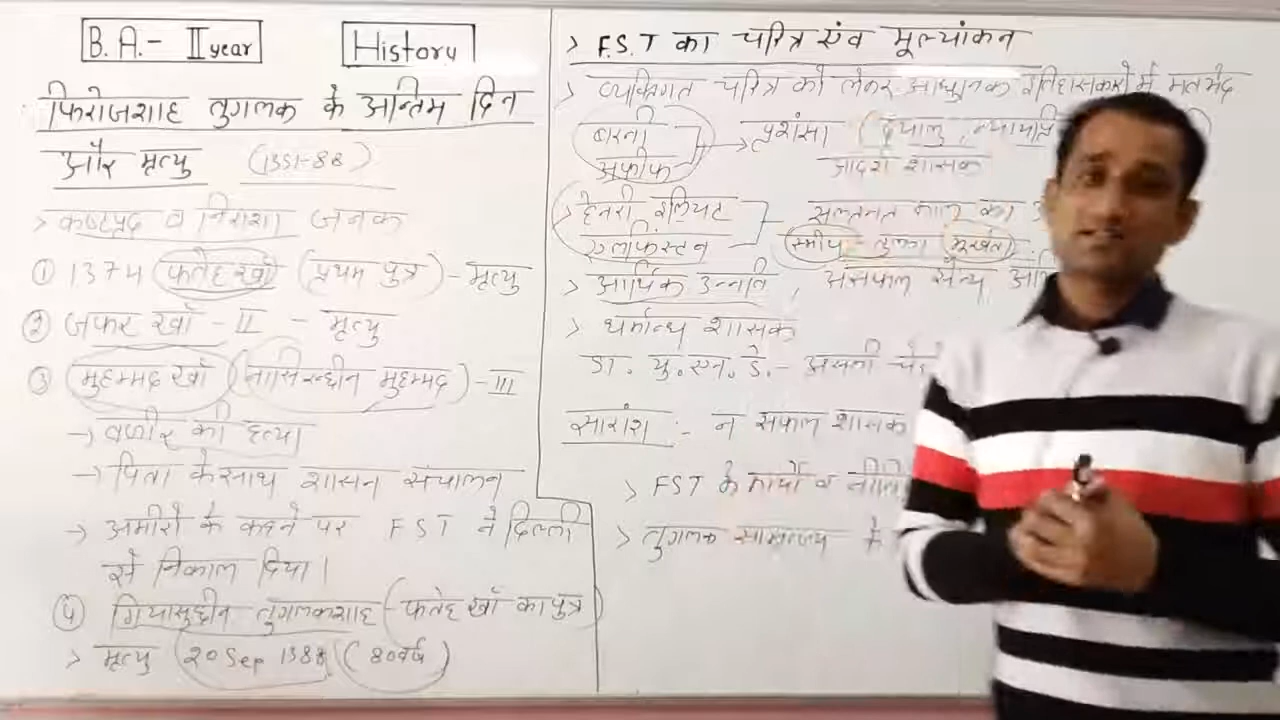 B. A. - II year
History
फिरोजशाह तुगलक के अन्तिम दिन
और मृत्यु (1351-88)
> कष्टप्रद व निराशा जनक
① 1374 फतेह खाँ (प्रथम पुत्र) - मृत्यु
② जफर खाँ - II - मृत्यु
③ मुहम्मद खाँ (नासिरुद्दीन मुहम्मद) - III
→ वजीर की हत्या
→ पिता के साथ शासन संचालन
→ अमीरों के कहने पर FST ने दिल्ली
से निकाल दिया।
④ गियासुद्दीन तुगलकशाह - फतेह खाँ का पुत्र
> मृत्यु 20 Sep 1388 (80 वर्ष)
> F.S.T का चरित्र एंव मूल्यांकन
> व्यक्तिगत चरित्र को लेकर आधुनिक इतिहासकारों में मतभेद
बरनी
अफीफ
→ प्रशंसा (दयालु, न्यायप्रि
आदर्श शासक
हेनरी इलियट
एलफिंस्टन
सल्तनत काल का
> आर्थिक उन्नति, असफल सैन्य
> धर्मान्ध शासक
डा. यु. एन. डे. -
सारांश :- न सफल शासक
> FST के कार्यो व
> तुगलक साम्राज्य के